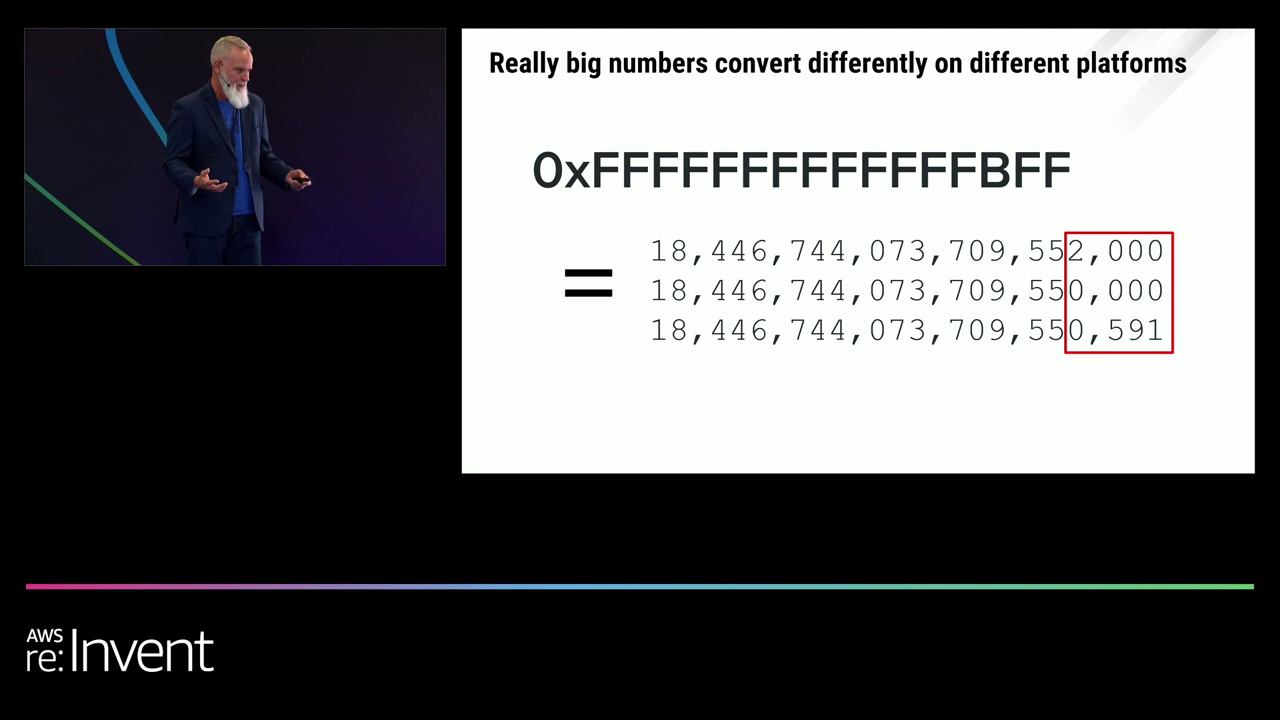 Really big numbers convert differently on different platforms
0xFFFFFFFFFFFFFBFF
=
18,446,744,073,709,552,000
18,446,744,073,709,550,000
18,446,744,073,709,550,591
AWS
re:Invent